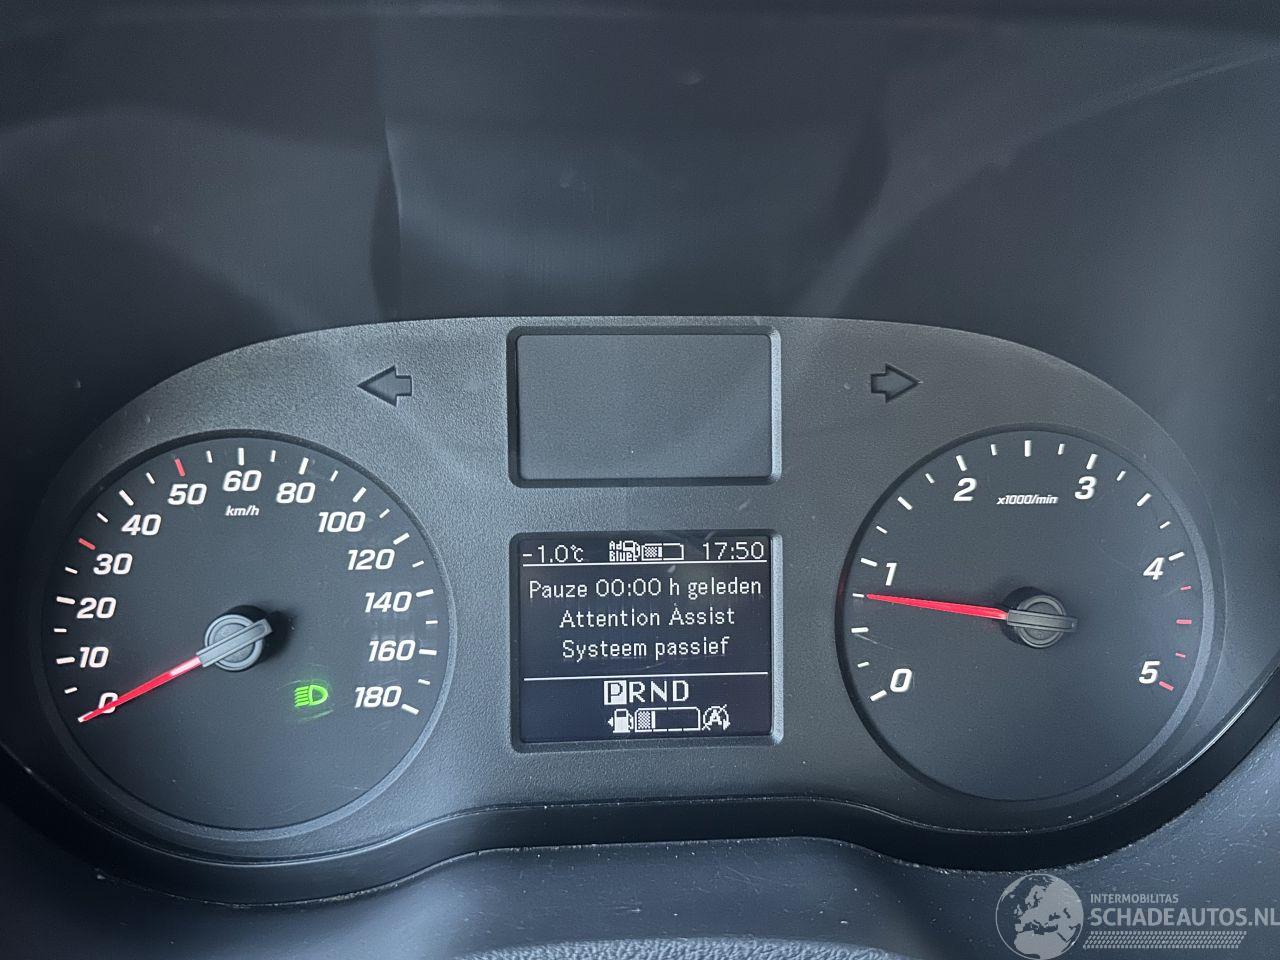 0
10
20
30
40
50
60
80
100
120
140
160
180
km/h
-1.0°C Ad Blue 17:50
Pauze 00:00 h geleden
Attention Assist
Systeem passief
PRND
A
0
1
2
3
4
5
x1000/min
INTERMOBILITAS
SCHADEAUTOS.NL